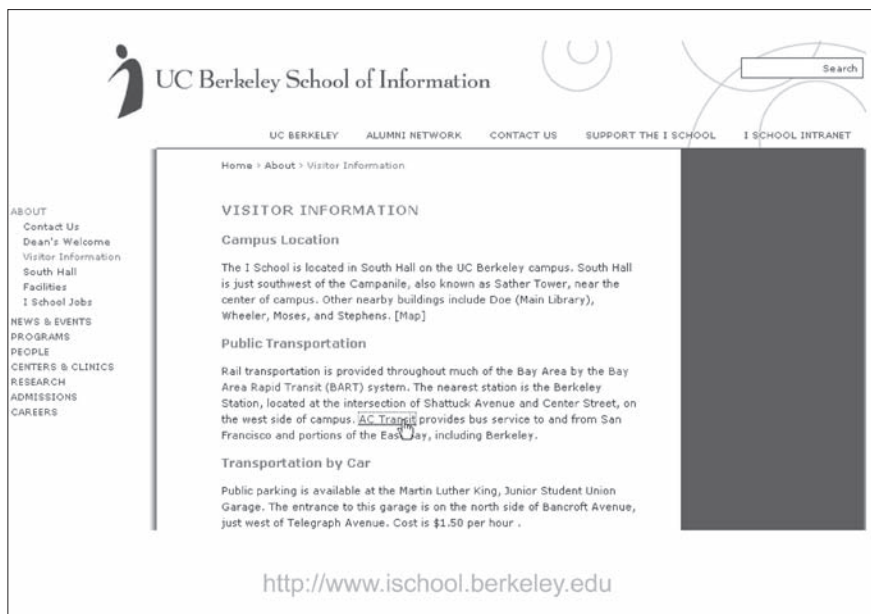 UC Berkeley School of Information
Search
UC BERKELEY ALUMNI NETWORK CONTACT US SUPPORT THE I SCHOOL I SCHOOL INTRANET
Home > About > Visitor Information
ABOUT
Contact Us
Dean's Welcome
Visitor Information
South Hall
Facilities
I School Jobs
NEWS & EVENTS
PROGRAMS
PEOPLE
CENTERS & CLINICS
RESEARCH
ADMISSIONS
CAREERS
VISITOR INFORMATION
Campus Location
The I School is located in South Hall on the UC Berkeley campus. South Hall
is just southwest of the Campanile, also known as Sather Tower, near the
center of campus. Other nearby buildings include Doe (Main Library),
Wheeler, Moses, and Stephens. [Map]
Public Transportation
Rail transportation is provided throughout much of the Bay Area by the Bay
Area Rapid Transit (BART) system. The nearest station is the Berkeley
Station, located at the intersection of Shattuck Avenue and Center Street, on
the west side of campus. AC Transit provides bus service to and from San
Francisco and portions of the East Bay, including Berkeley.
Transportation by Car
Public parking is available at the Martin Luther King, Junior Student Union
Garage. The entrance to this garage is on the north side of Bancroft Avenue,
just west of Telegraph Avenue. Cost is $1.50 per hour .
http://www.ischool.berkeley.edu